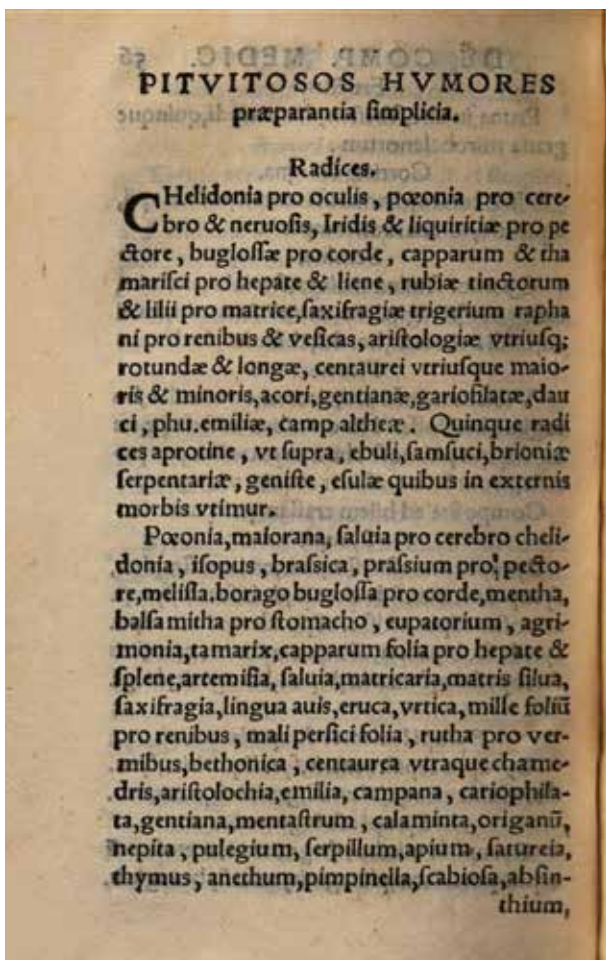 PITVITOSOS HVMORES
præparantia simplicia.
Radices.
CHelidonia pro oculis, pœonia pro cere-
bro & neruosis, Iridis & liquiritiæ pro pe
ctore, buglossæ pro corde, capparum & tha
marisci pro hepate & liene, rubiæ tinctorum
& lilii pro matrice, saxifragiæ trigerium rapha
ni pro renibus & vesicas, aristologiæ vtriusq;
rotundæ & longæ, centaurei vtriusque maio-
ris & minoris, acori, gentianæ, gariofilatæ, dau
ci, phu. emiliæ, camp altheæ. Quinque radi
ces aprotine, vt supra, ebuli, samsuci, brioniæ
serpentariæ, geniste, esulæ quibus in externis
morbis vtimur.
Pœonia, maiorana, saluia pro cerebro cheli-
donia, isopus, brassica, prassium pro pecto-
re, melissa. borago buglossa pro corde, mentha,
balsamitha pro stomacho, eupatorium, agri-
monia, tamarix, capparum folia pro hepate &
splene, artemisia, saluia, matricaria, matris silua,
saxifragia, lingua auis, eruca, vrtica, mille foliū
pro renibus, mali persici folia, rutha pro ver-
mibus, bethonica, centaurea vtraque chame-
dris, aristolochia, emilia, campana, cariophila-
ta, gentiana, mentastrum, calaminta, origanū,
nepita, pulegium, serpillum, apium, satureia,
thymus, anethum, pimpinella, scabiosa, absin-
thium,